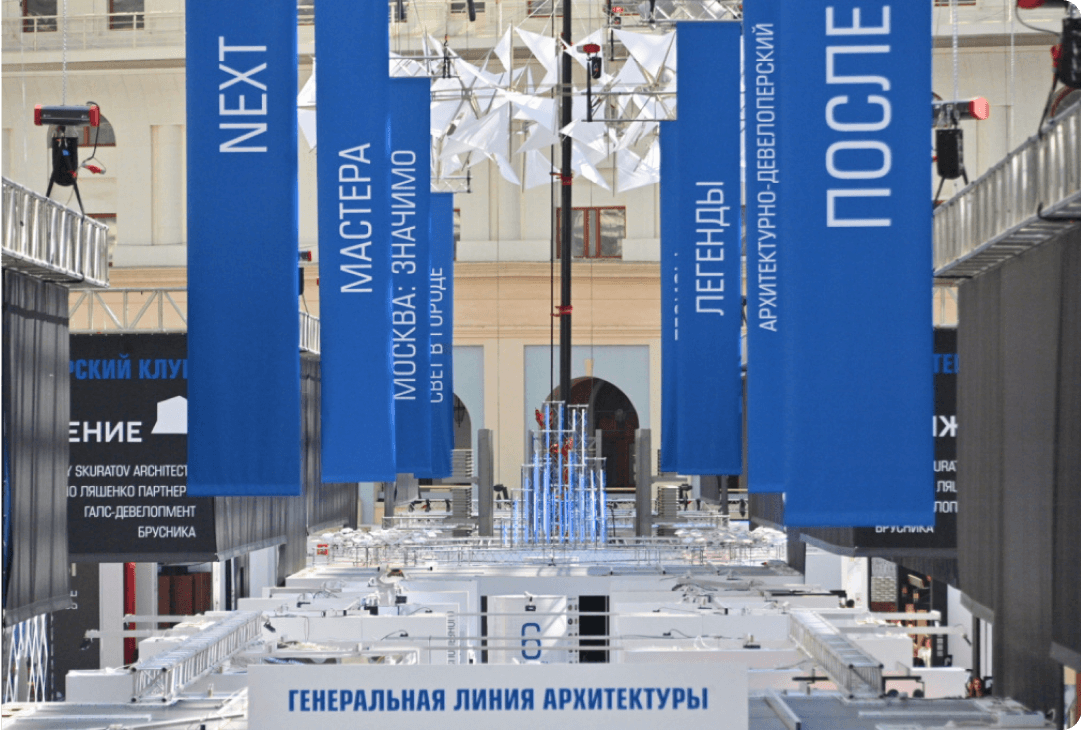 NEXT
МАСТЕРА
МОСКВА: ЗНАЧИМО
СВЕТ В ГОРОДЕ
ЛЕГЕНДЫ
АРХИТЕКТУРНО-ДЕВЕЛОПЕРСКИЙ
ПОСЛЕ
РСКИЙ КЛУ
ЕНИЕ
Y SKURATOV ARCHITECT
Ю ЛЯШЕНКО ПАРТНЕР
ГАЛС-ДЕВЕЛОПМЕНТ
БРУСНИКА
БРУСНИКА
ГЕНЕРАЛЬНАЯ ЛИНИЯ АРХИТЕКТУРЫ